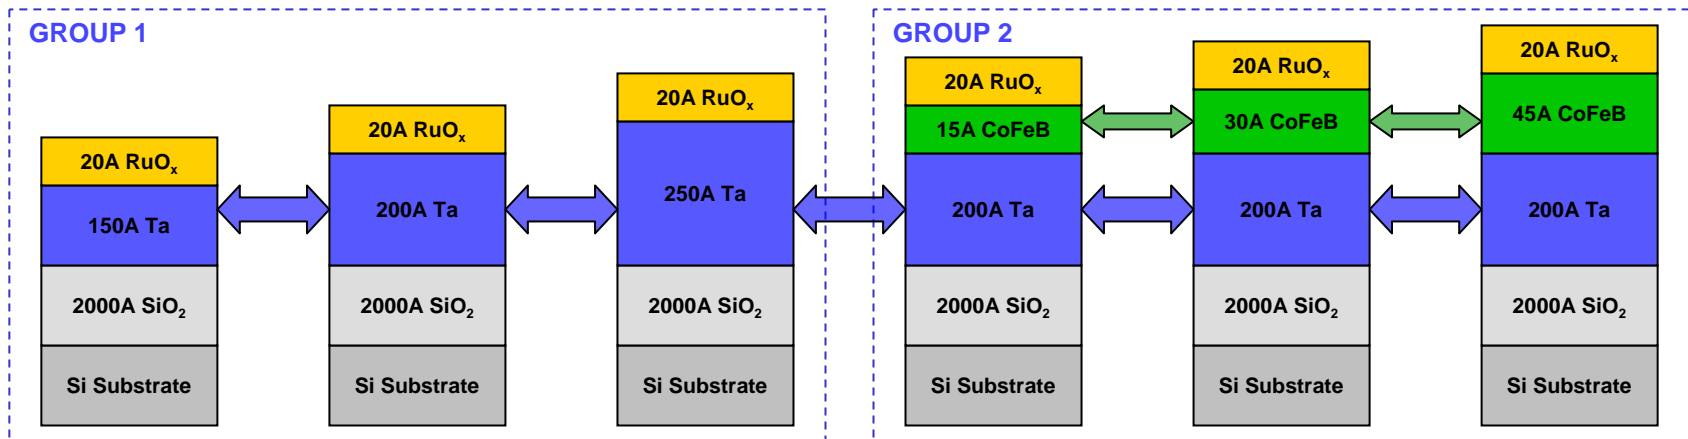 GROUP 1
20A RuOₓ
150A Ta
2000A SiO₂
Si Substrate
20A RuOₓ
200A Ta
2000A SiO₂
Si Substrate
20A RuOₓ
250A Ta
2000A SiO₂
Si Substrate
GROUP 2
20A RuOₓ
15A CoFeB
200A Ta
2000A SiO₂
Si Substrate
20A RuOₓ
30A CoFeB
200A Ta
2000A SiO₂
Si Substrate
20A RuOₓ
45A CoFeB
200A Ta
2000A SiO₂
Si Substrate